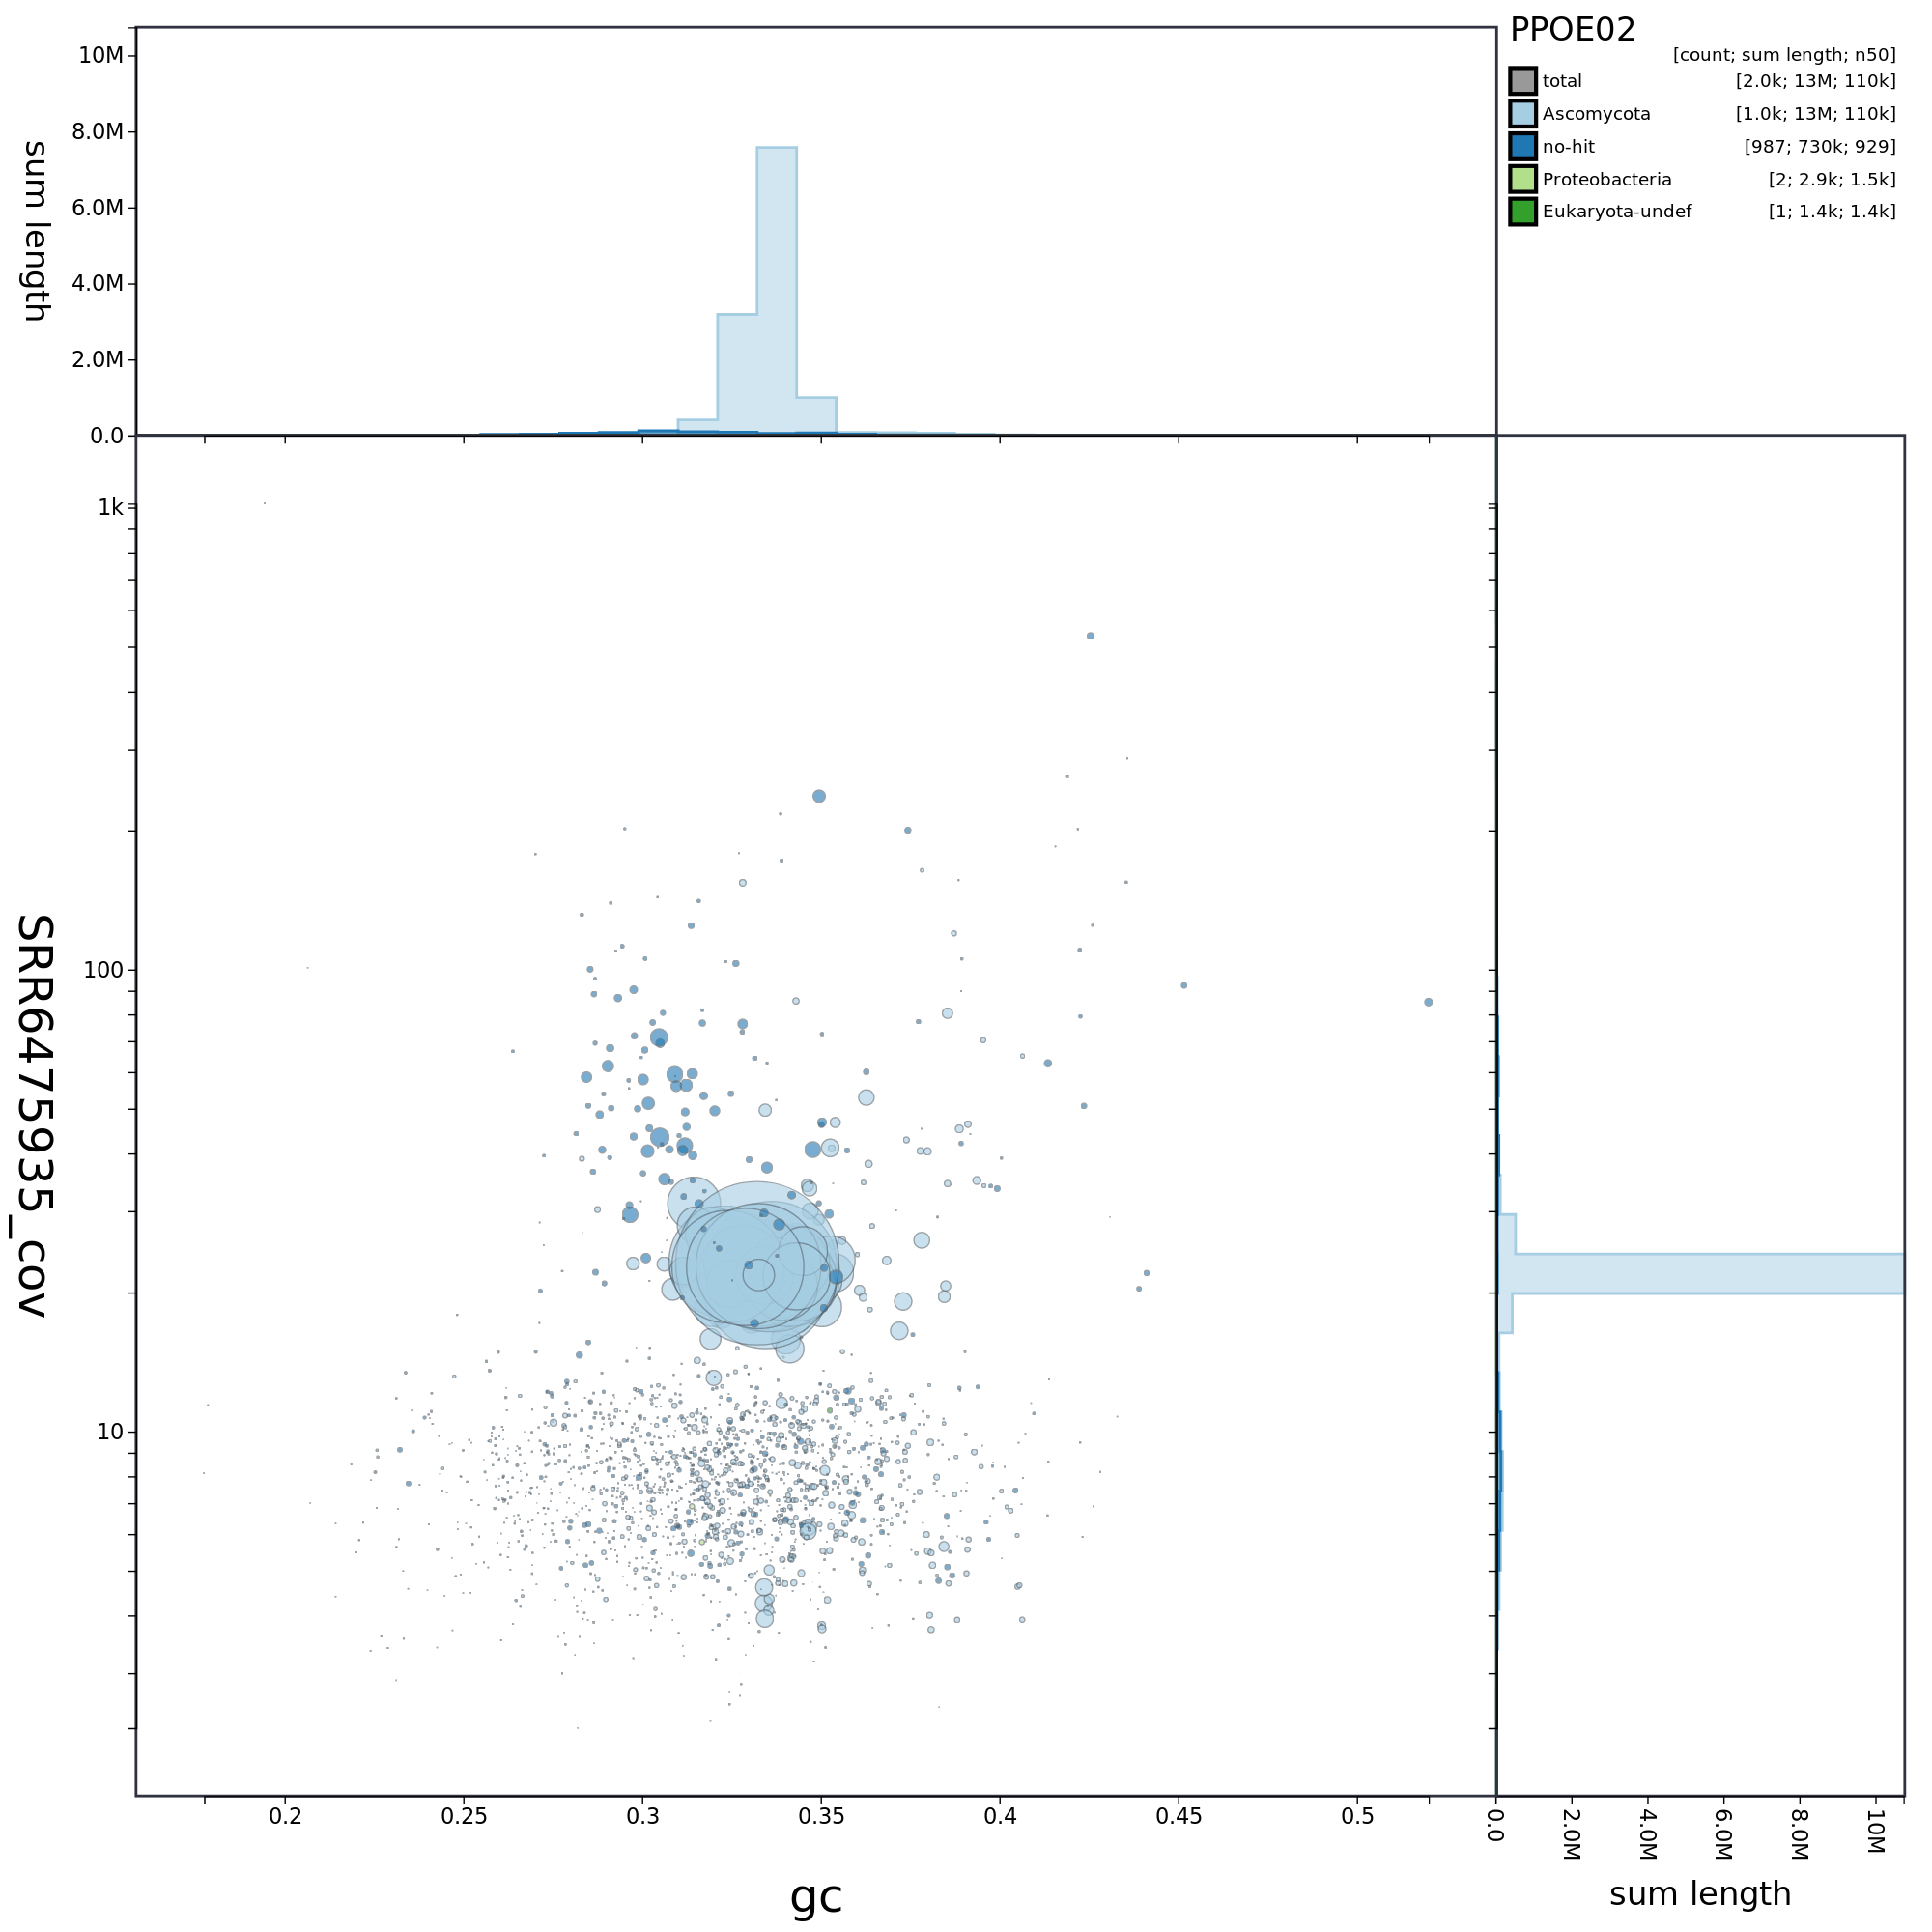 PPOE02
[count; sum length; n50]
total [2.0k; 13M; 110k]
Ascomycota [1.0k; 13M; 110k]
no-hit [987; 730k; 929]
Proteobacteria [2; 2.9k; 1.5k]
Eukaryota-undef [1; 1.4k; 1.4k]
sum length
10M
8.0M
6.0M
4.0M
2.0M
0.0
SRR6475935_cov
1k
100
10
0.2 0.25 0.3 0.35 0.4 0.45 0.5
gc
0.0 2.0M 4.0M 6.0M 8.0M 10M
sum length